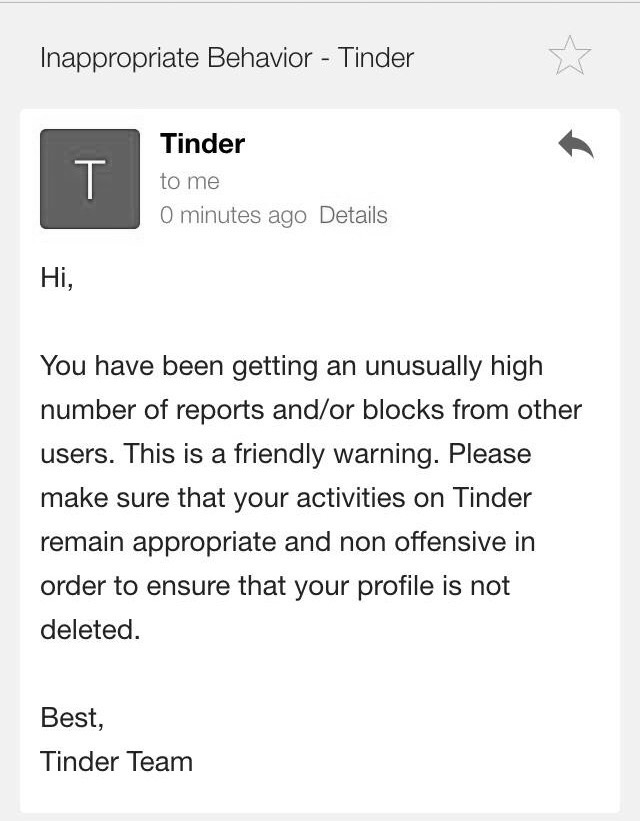 Inappropriate Behavior - Tinder
T
Tinder
to me
0 minutes ago Details
Hi,
You have been getting an unusually high
number of reports and/or blocks from other
users. This is a friendly warning. Please
make sure that your activities on Tinder
remain appropriate and non offensive in
order to ensure that your profile is not
deleted.
Best,
Tinder Team